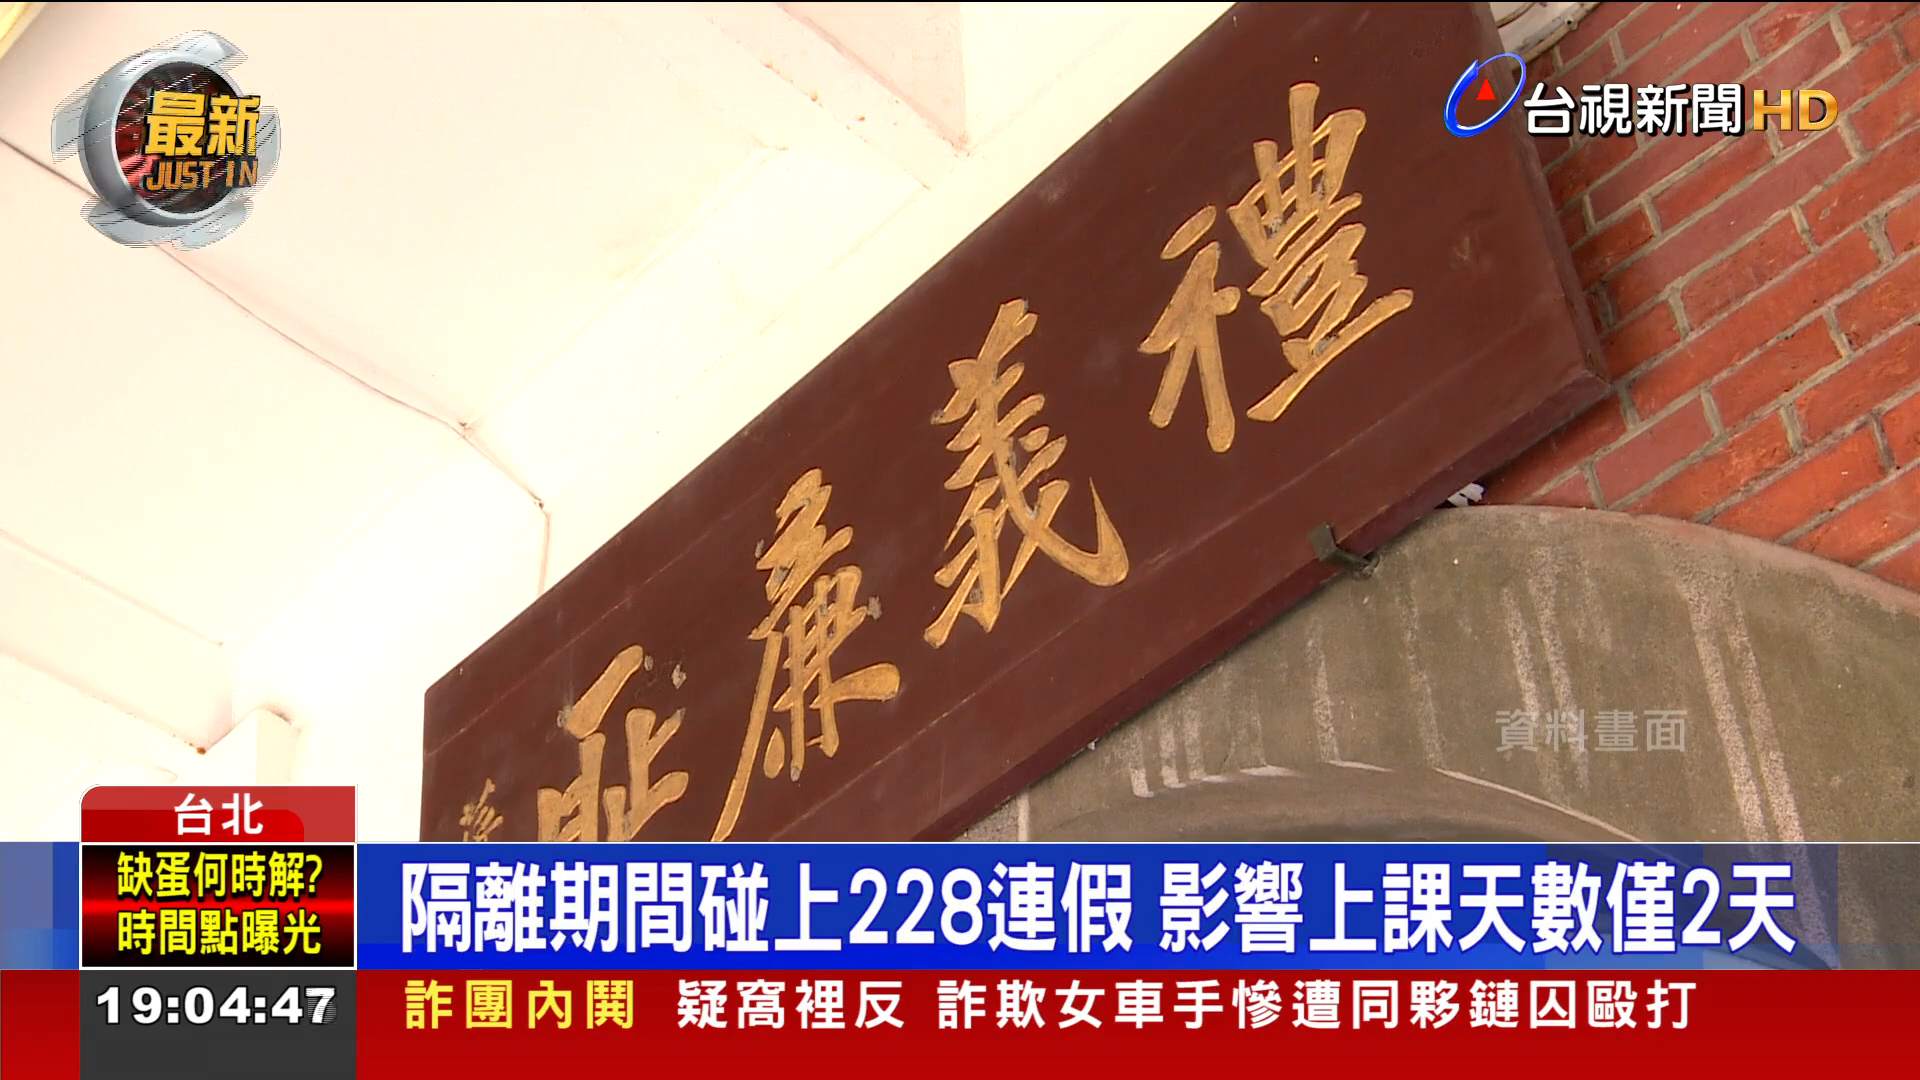 最新
JUST IN
台視新聞HD
禮義廉恥
資料畫面
台北
缺蛋何時解?
時間點曝光
隔離期間碰上228連假 影響上課天數僅2天
19:04:47
詐團內鬨 疑窩裡反 詐欺女車手慘遭同夥鏈囚毆打